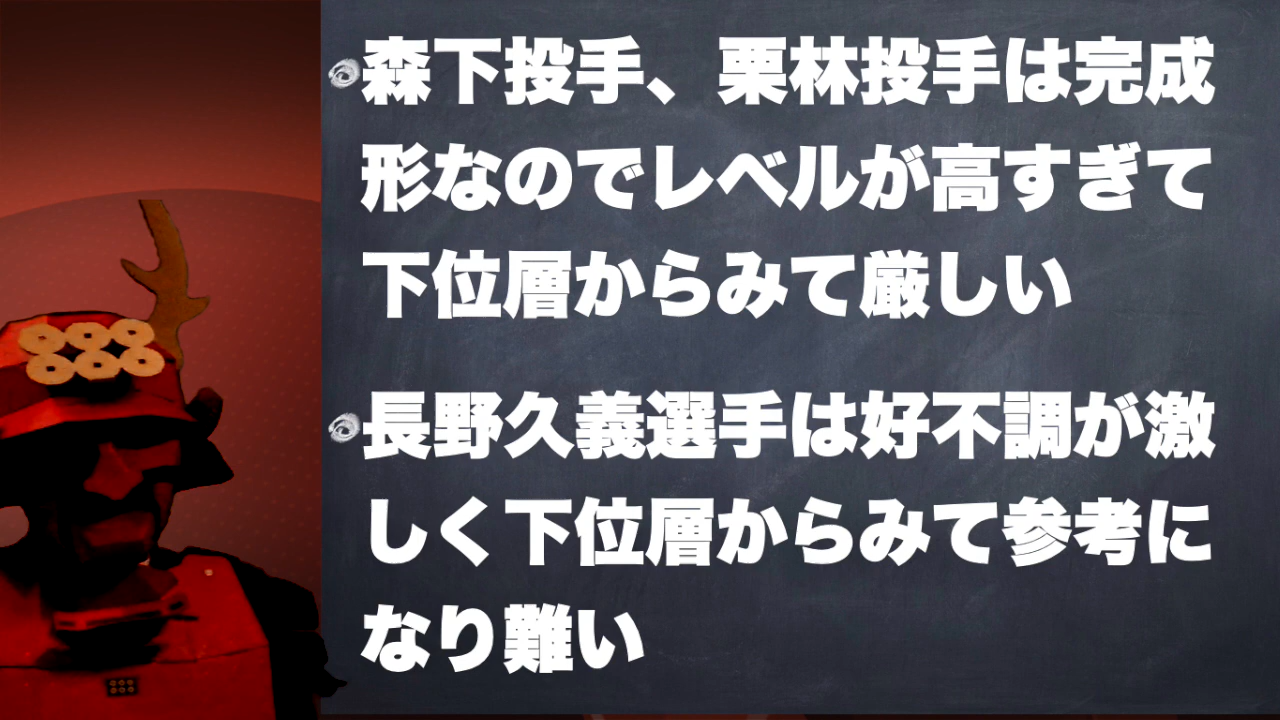 森下投手、栗林投手は完成
形なのでレベルが高すぎて
下位層からみて厳しい
長野久義選手は好不調が激
しく下位層からみて参考に
なり難い